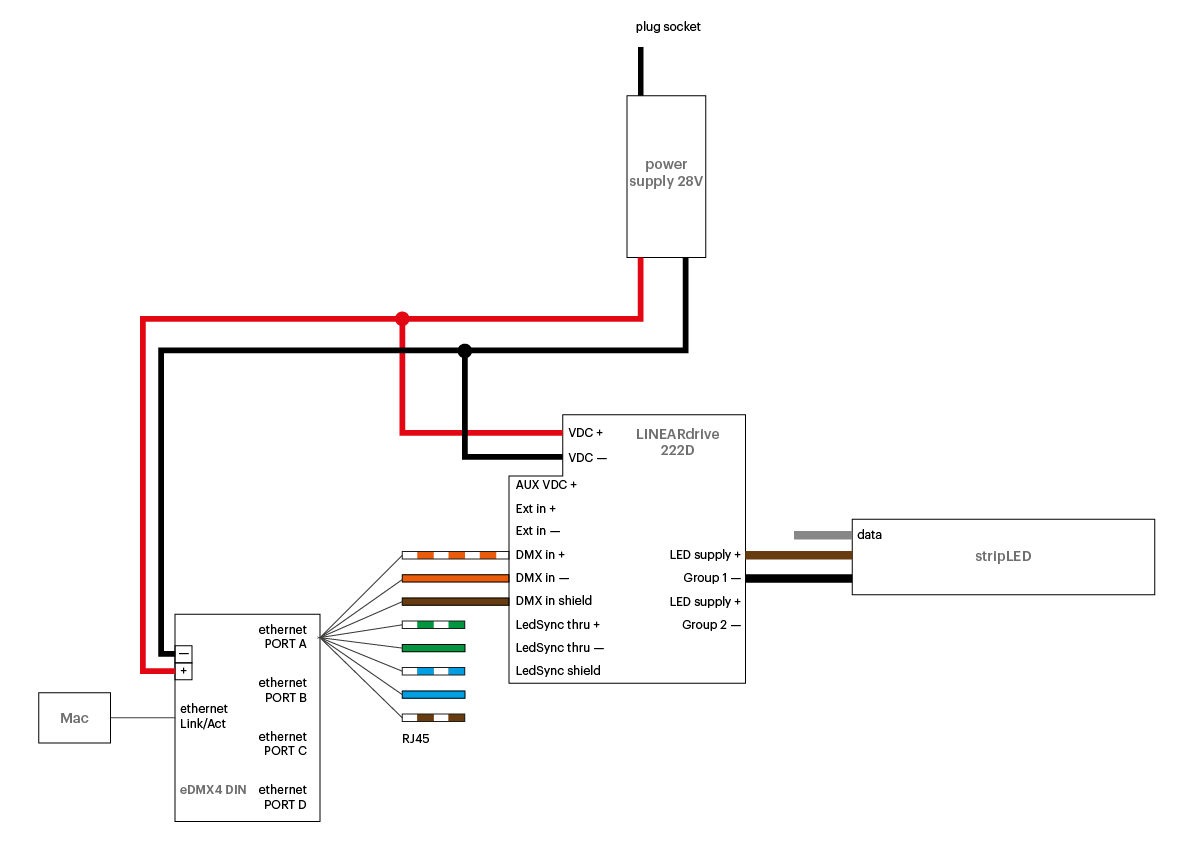 plug socket
power
supply 28V
VDC +
LINEARdrive
222D
VDC —
AUX VDC +
Ext in +
Ext in —
DMX in +
LED supply +
DMX in —
Group 1 —
DMX in shield
LED supply +
LedSync thru +
Group 2 —
LedSync thru —
LedSync shield
data
stripLED
ethernet
PORT A
—
+
ethernet
PORT B
ethernet
Link/Act
Mac
ethernet
PORT C
eDMX4 DIN
ethernet
PORT D
RJ45